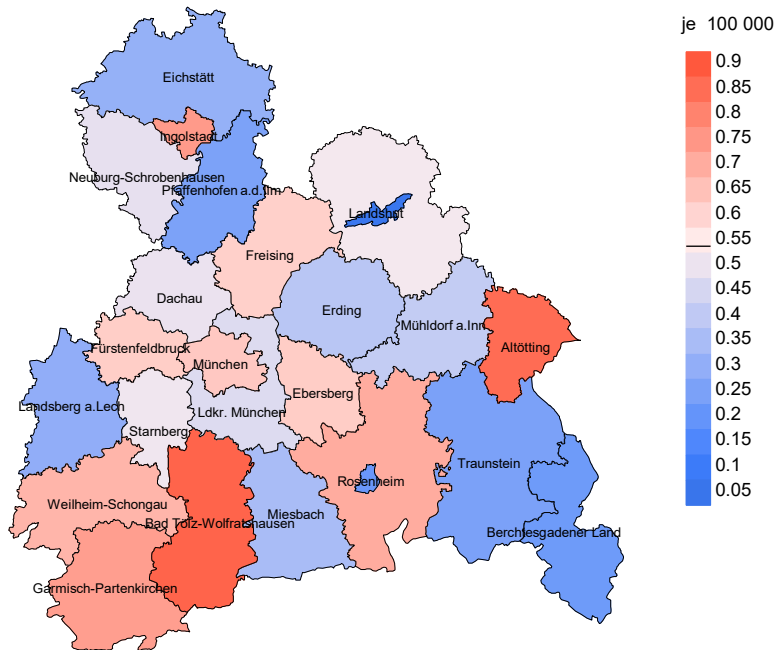 je 100 000
0.9
0.8
0.75
0.7
0.65
0.6
0.55
0.5
0.45
0.4
0.35
0.3
0.25
0.2
0.15
0.1
0.05
Eichstätt
Ingolstadt
Neuburg-Schrobenhausen
Pfaffenhofen a.d.Ilm
Landshut
Freising
Dachau
Erding
Mühldorf a.Inn
Altötting
Fürstenfeldbruck
München
Ebersberg
Landsberg a.Lech
Ldkr. München
Starnberg
Traunstein
Rosenheim
Weilheim-Schongau
Miesbach
Bad Tölz-Wolfratshausen
Berchtesgadener Land
Garmisch-Partenkirchen